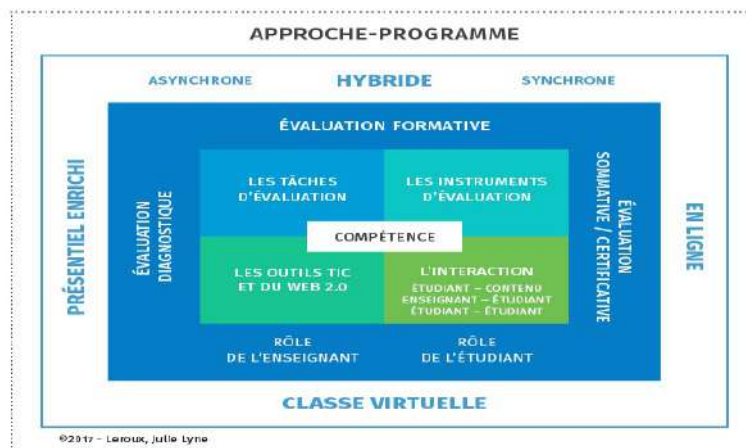 APPROCHE-PROGRAMME
ASYNCHRONE
HYBRIDE
SYNCHRONE
PRÉSENTIEL ENRICHI
ÉVALUATION FORMATIVE
ÉVALUATION
DIAGNOSTIQUE
LES TÂCHES
D'ÉVALUATION
LES INSTRUMENTS
D'ÉVALUATION
COMPÉTENCE
LES OUTILS TIC
ET DU WEB 2.0
L'INTERACTION
ÉTUDIANT – CONTENU
ENSEIGNANT – ÉTUDIANT
ÉTUDIANT – ÉTUDIANT
ÉVALUATION
SOMMATIVE / CERTIFICATIVE
EN LIGNE
RÔLE
DE L'ENSEIGNANT
RÔLE
DE L'ÉTUDIANT
CLASSE VIRTUELLE
©2017 – Leroux, Julie Lyne